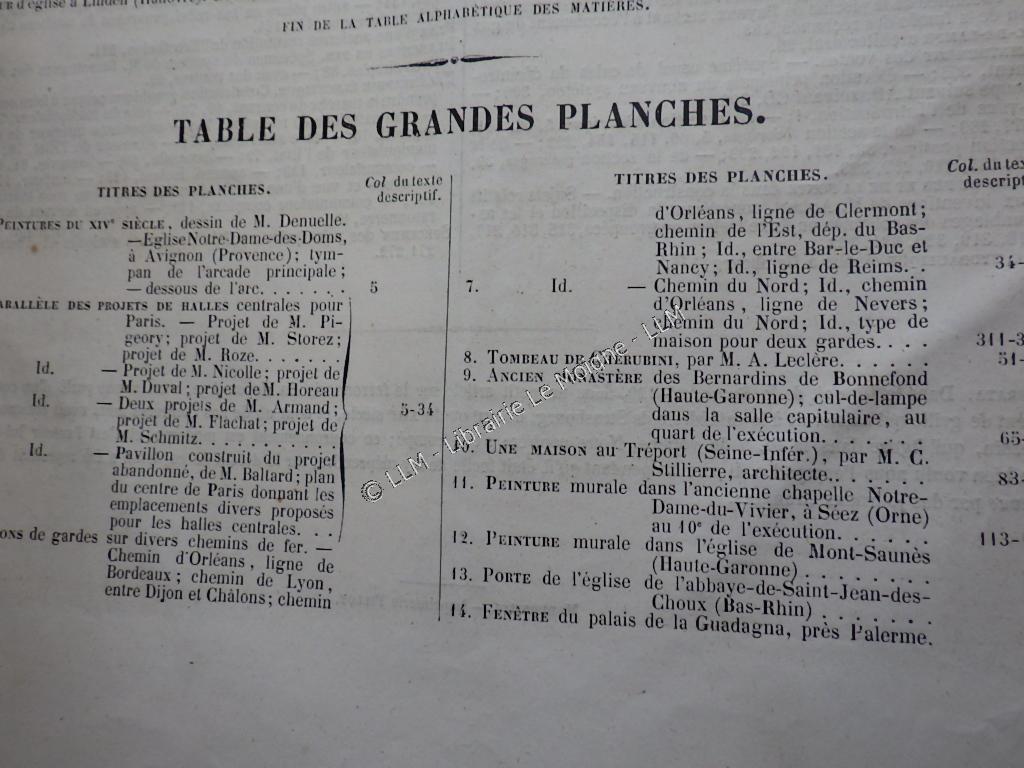 d'église à Linden
FIN DE LA TABLE ALPHABÉTIQUE DES MATIÈRES.
TABLE DES GRANDES PLANCHES.
TITRES DES PLANCHES.
Col du texte
descriptif.
PEINTURES DU XIVe SIÈCLE, dessin de M. Denuelle.
—Eglise Notre-Dame-des-Doms,
à Avignon (Provence); tym-
pan de l'arcade principale;
— dessous de l'arc. . . . . . . 5
PARALLÈLE DES PROJETS DE HALLES centrales pour
Paris. — Projet de M. Pi-
geory; projet de M. Storez;
projet de M. Roze. . . . . . .
Id. — Projet de M. Nicolle; projet de
M. Duval; projet de M. Horeau
Id. — Deux projets de M. Armand; 5-34
projet de M. Flachat; projet de
M. Schmitz. . . . . . . . . .
Id. — Pavillon construit du projet
abandonné, de M. Baltard; plan
du centre de Paris donnant les
emplacements divers proposés
pour les halles centrales. . .
ons de gardes sur divers chemins de fer. —
Chemin d'Orléans, ligne de
Bordeaux; chemin de Lyon,
entre Dijon et Châlons; chemin
TITRES DES PLANCHES.
Col. du tex
descript
d'Orléans, ligne de Clermont;
chemin de l'Est, dép. du Bas-
Rhin; Id., entre Bar-le-Duc et
Nancy; Id., ligne de Reims. . 34-
7. Id. — Chemin du Nord; Id., chemin
d'Orléans, ligne de Nevers;
chemin du Nord; Id., type de
maison pour deux gardes. . . . 311-3
8. TOMBEAU DE CHERUBINI, par M. A. Leclère. . . 51-
9. ANCIEN MONASTÈRE des Bernardins de Bonnefond
(Haute-Garonne); cul-de-lampe
dans la salle capitulaire, au
quart de l'exécution. . . . . . . 65-
10. UNE MAISON au Tréport (Seine-Infér.), par M. C.
Stillierre, architecte. . . . . . . 83-
11. PEINTURE murale dans l'ancienne chapelle Notre-
Dame-du-Vivier, à Séez (Orne)
au 10e de l'exécution. . . . . . 113-
12. PEINTURE murale dans l'église de Mont-Saunès
(Haute-Garonne) . . . . . . . .
13. PORTE de l'église de l'abbaye-de-Saint-Jean-des-
Choux (Bas-Rhin) . . . . . . .
14. FENÊTRE du palais de la Guadagna, près Palerme.
© LLM - Librairie Le Moigne - LLM